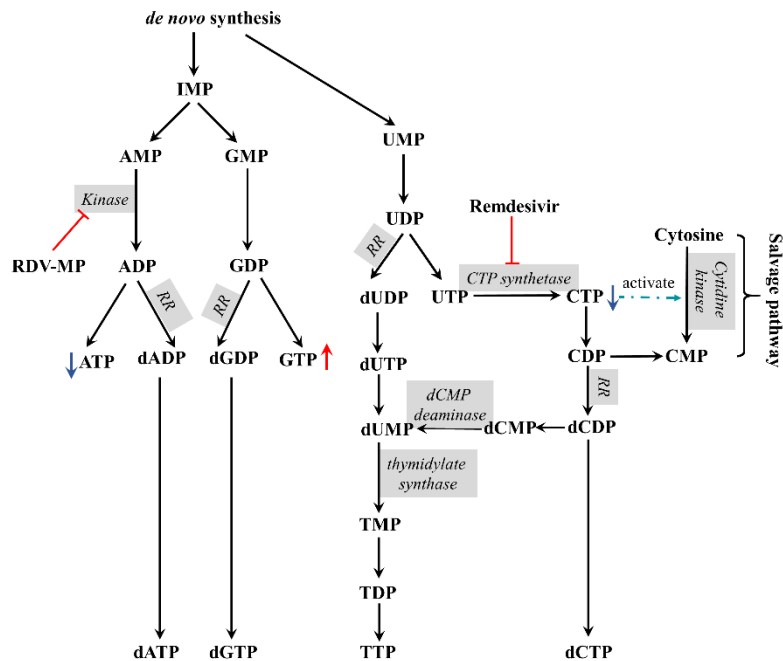 de novo synthesis
IMP
UMP
AMP GMP
Kinase
UDP
Remdesivir
RR
Cytosine
RDV-MP ADP GDP
CTP synthetase
activate
Cytidine
kinase
Salvage pathway
RR
RR
dUDP UTP CTP
ATP dADP dGDP GTP
dUTP
CDP CMP
RR
dCMP
deaminase
dUMP dCMP dCDP
thymidylate
synthase
TMP
TDP
dATP dGTP TTP dCTP